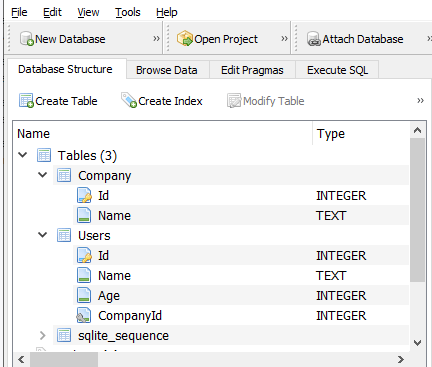 File Edit View Tools Help
New Database » Open Project » Attach Database »
Database Structure Browse Data Edit Pragmas Execute SQL
Create Table Create Index Modify Table »
Name Type
Tables (3)
Company
Id INTEGER
Name TEXT
Users
Id INTEGER
Name TEXT
Age INTEGER
CompanyId INTEGER
sqlite_sequence